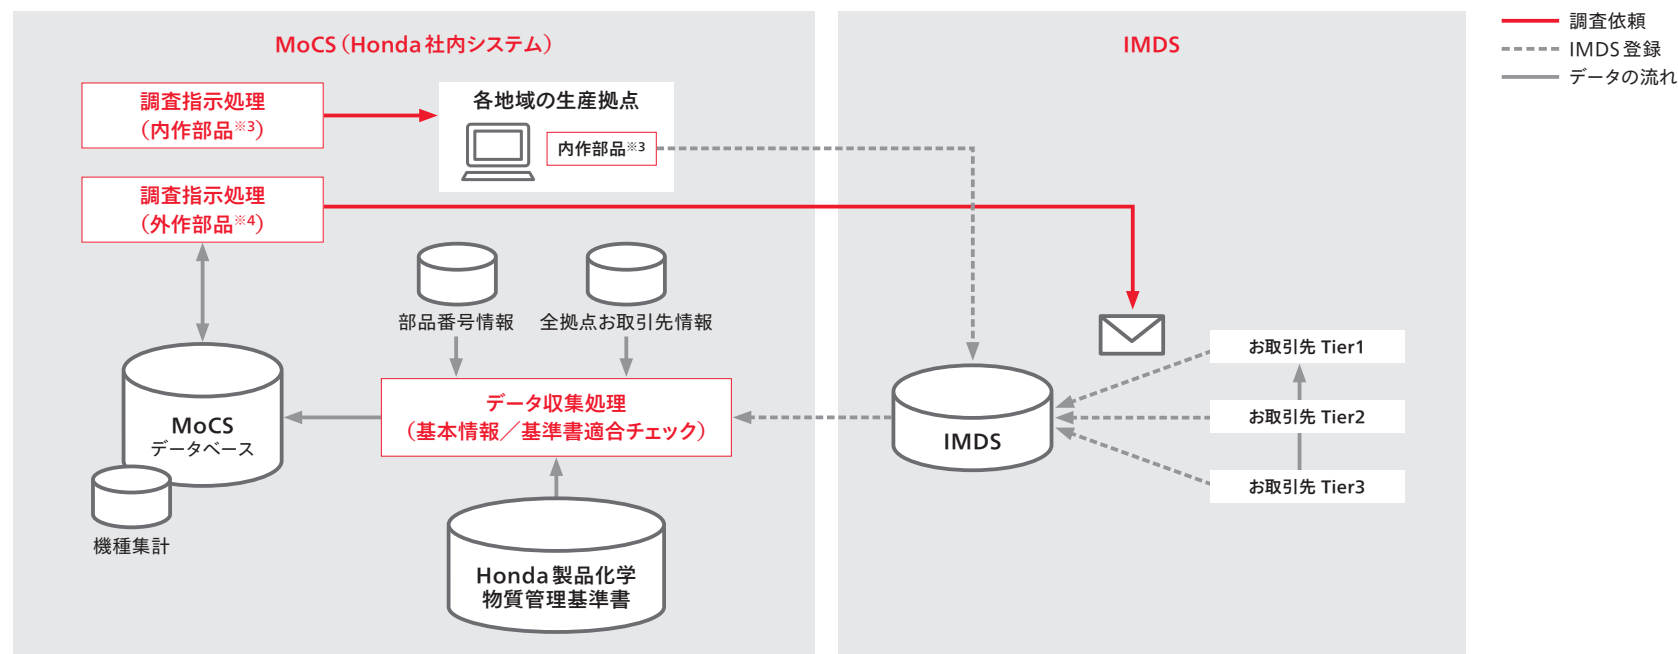 MoCS（Honda社内システム）
調査指示処理
（内作部品※3）
各地域の生産拠点
内作部品※3
調査指示処理
（外作部品※4）
部品番号情報
全拠点お取引先情報
MoCS
データベース
機種集計
データ収集処理
（基本情報／基準書適合チェック）
Honda製品化学
物質管理基準書
IMDS
IMDS
お取引先 Tier1
お取引先 Tier2
お取引先 Tier3
調査依頼
IMDS登録
データの流れ